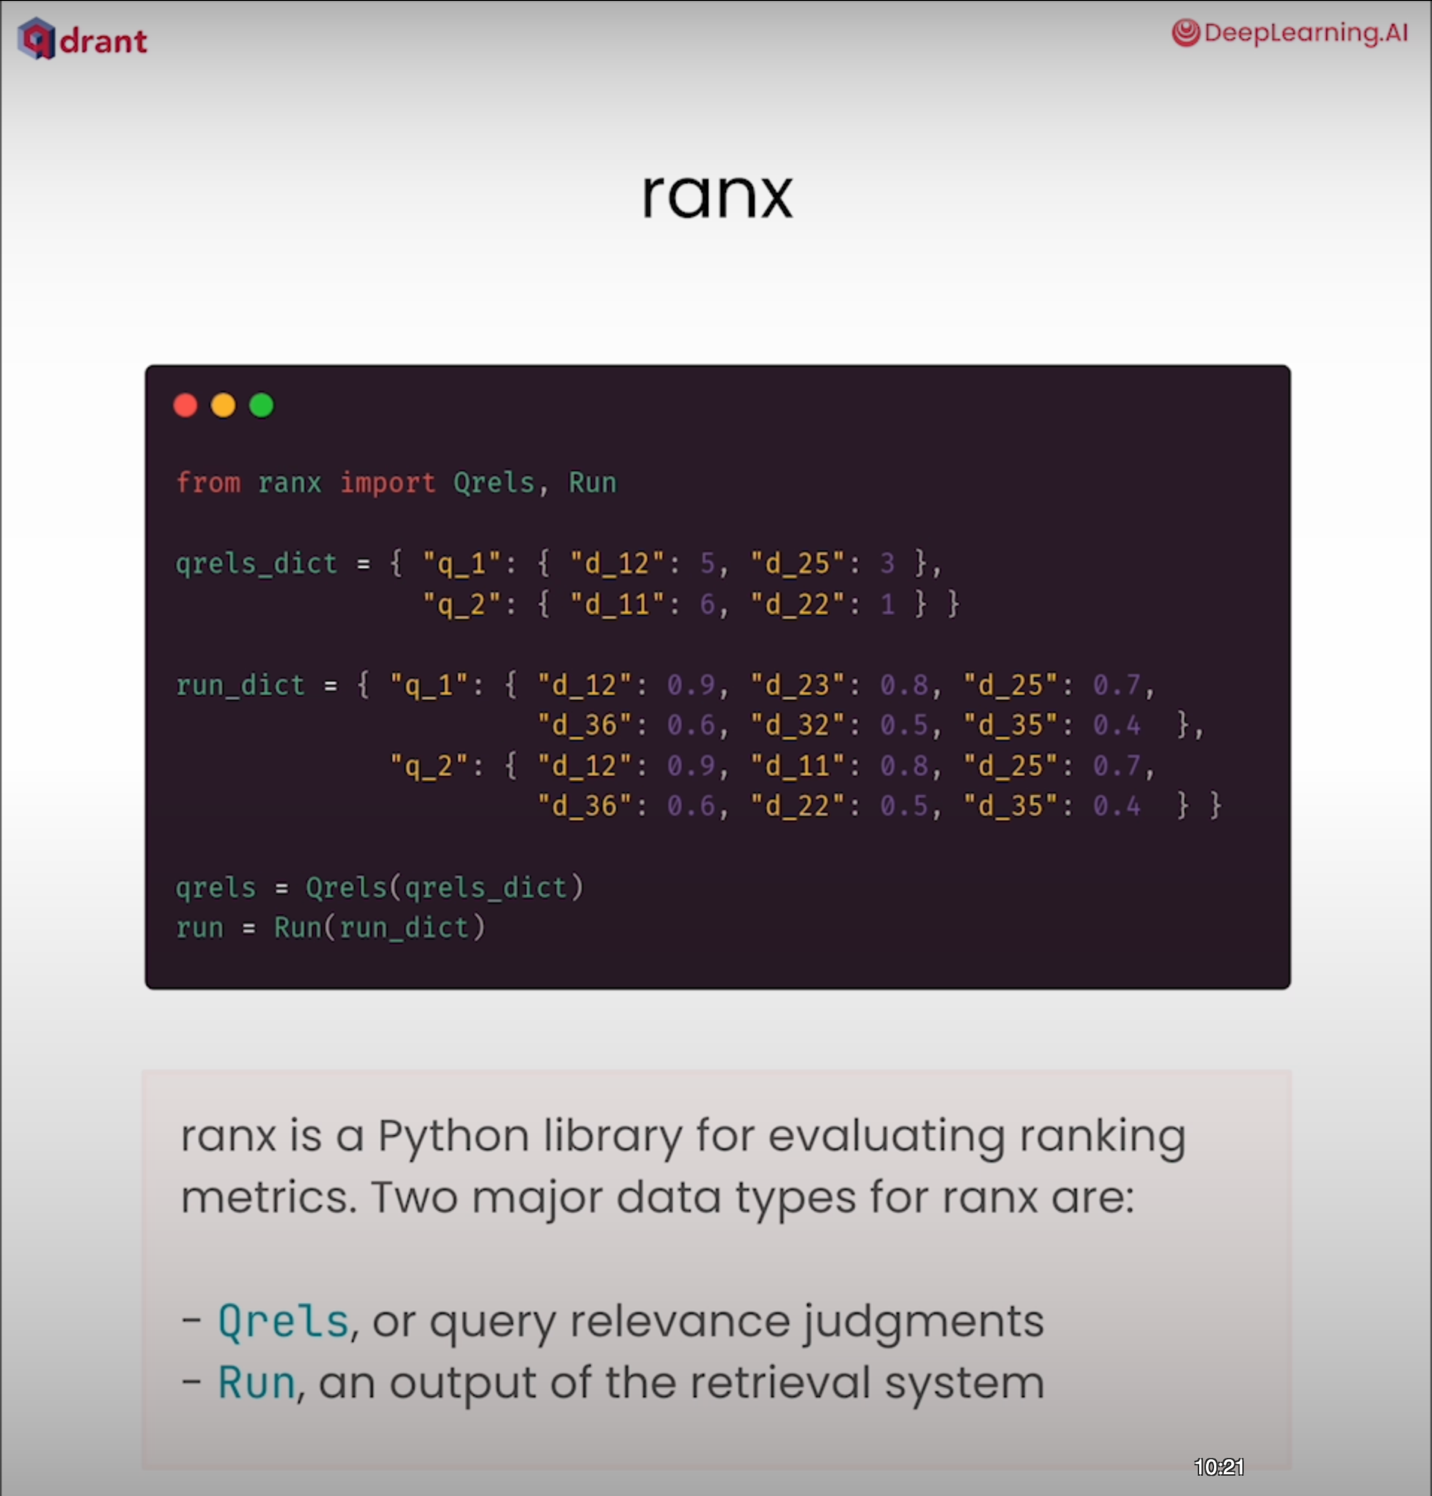 qdrant
DeepLearning.AI
ranx
from ranx import Qrels, Run
qrels_dict = { "q_1": { "d_12": 5, "d_25": 3 },
"q_2": { "d_11": 6, "d_22": 1 } }
run_dict = { "q_1": { "d_12": 0.9, "d_23": 0.8, "d_25": 0.7,
"d_36": 0.6, "d_32": 0.5, "d_35": 0.4 },
"q_2": { "d_12": 0.9, "d_11": 0.8, "d_25": 0.7,
"d_36": 0.6, "d_22": 0.5, "d_35": 0.4 } }
qrels = Qrels(qrels_dict)
run = Run(run_dict)
ranx is a Python library for evaluating ranking
metrics. Two major data types for ranx are:
- Qrels, or query relevance judgments
- Run, an output of the retrieval system
10:21